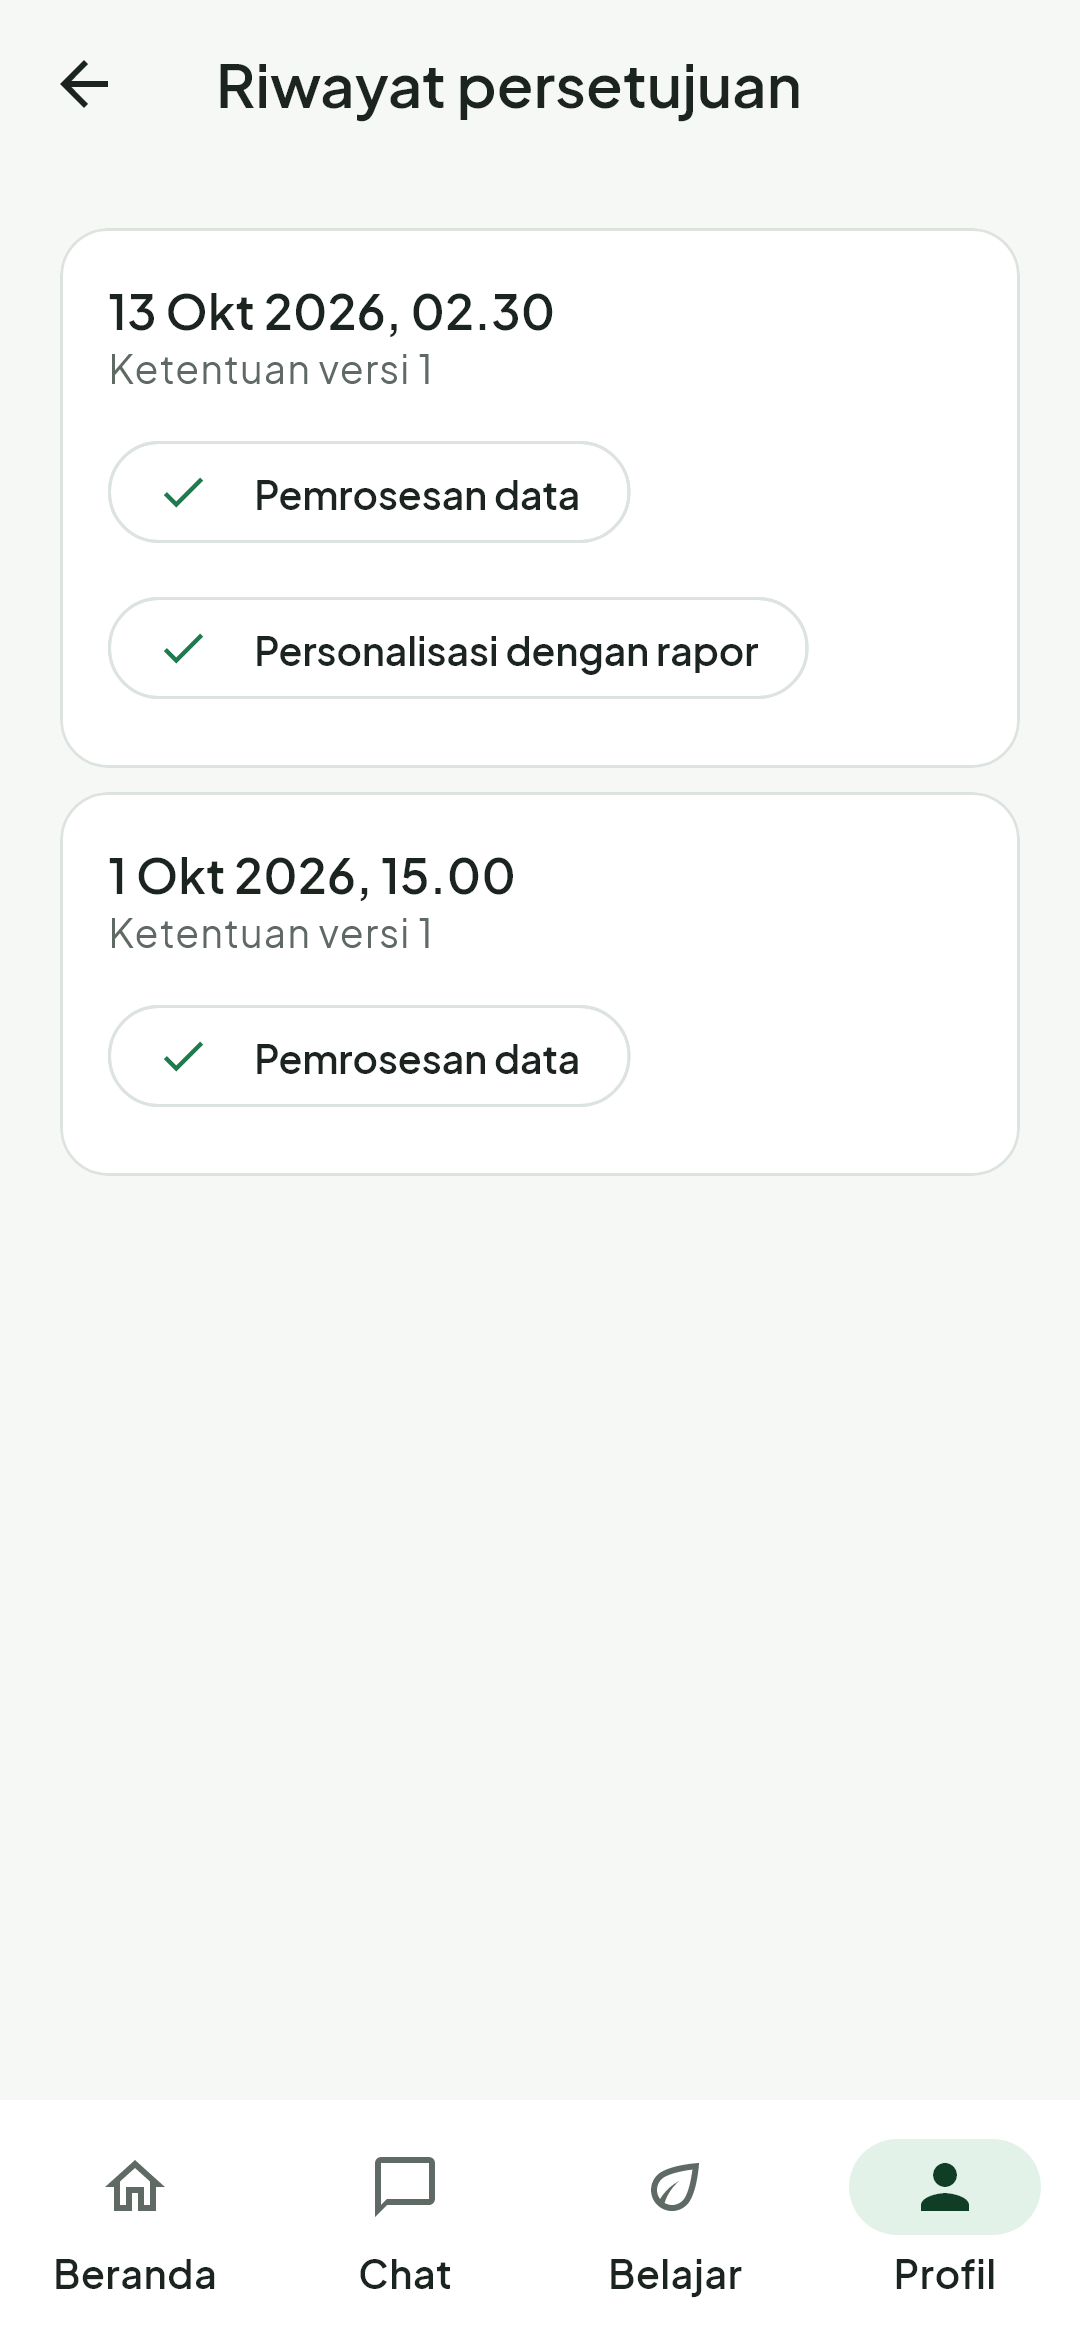 Riwayat persetujuan
13 Okt 2026, 02.30
Ketentuan versi 1
Pemrosesan data
Personalisasi dengan rapor
1 Okt 2026, 15.00
Ketentuan versi 1
Pemrosesan data
Beranda
Chat
Belajar
Profil